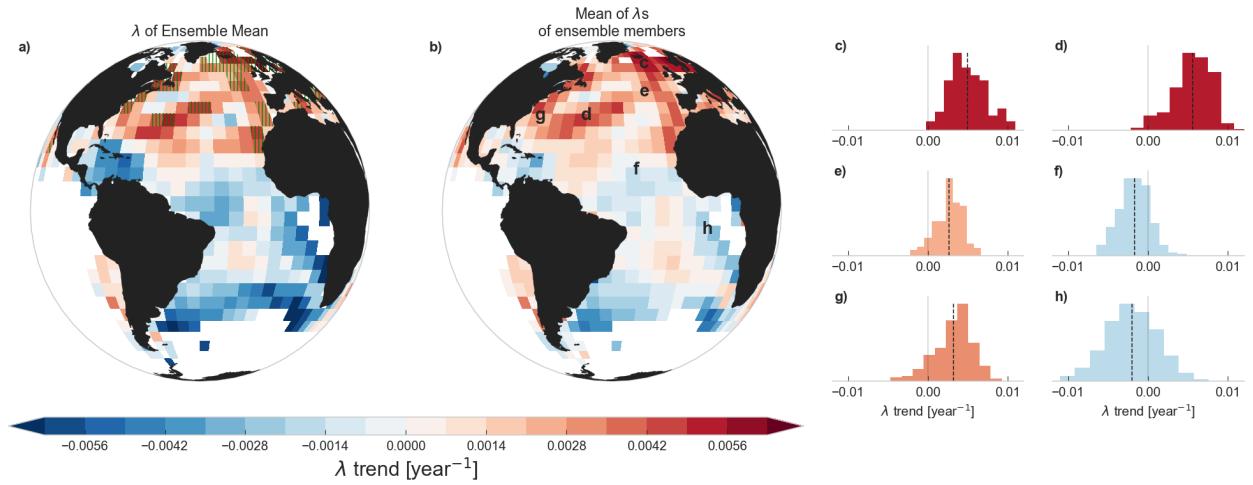 a)
λ of Ensemble Mean
b)
Mean of λs
of ensemble members
c
e
g
d
f
h
−0.0056
−0.0042
−0.0028
−0.0014
0.0000
0.0014
0.0028
0.0042
0.0056
λ trend [year⁻¹]
c)
−0.01
0.00
0.01
d)
−0.01
0.00
0.01
e)
−0.01
0.00
0.01
f)
−0.01
0.00
0.01
g)
−0.01
0.00
0.01
λ trend [year⁻¹]
h)
−0.01
0.00
0.01
λ trend [year⁻¹]